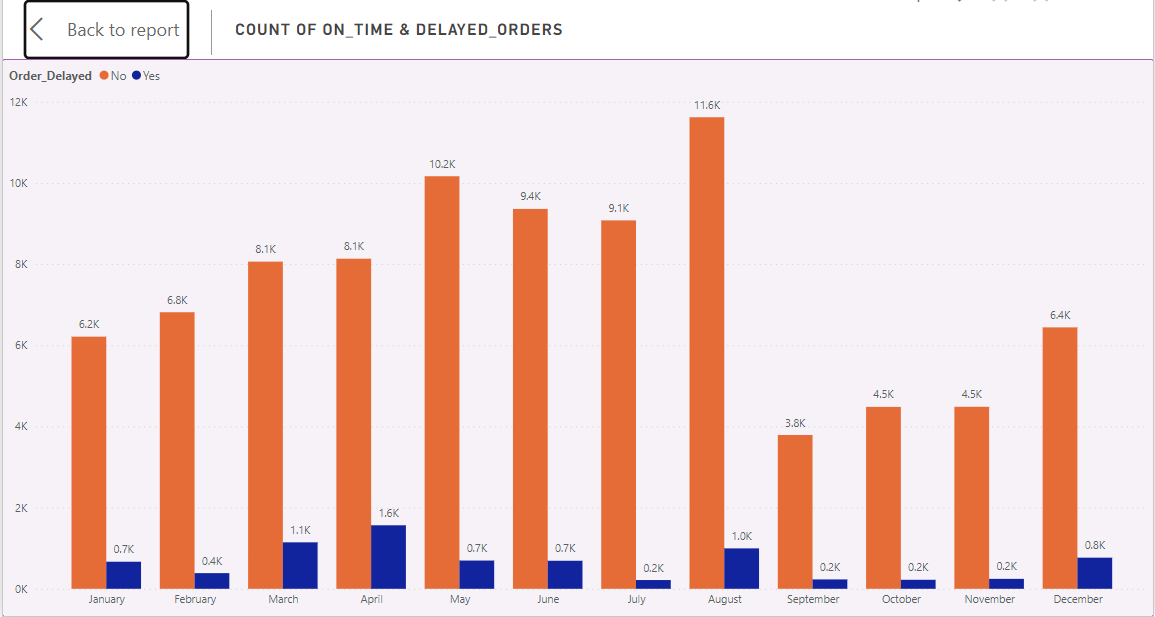 Back to report
COUNT OF ON_TIME & DELAYED_ORDERS
Order_Delayed No Yes
12K
10K
8K
6K
4K
2K
0K
6.2K
0.7K
6.8K
0.4K
8.1K
1.1K
8.1K
1.6K
10.2K
0.7K
9.4K
0.7K
9.1K
0.2K
11.6K
1.0K
3.8K
0.2K
4.5K
0.2K
4.5K
0.2K
6.4K
0.8K
January February March April May June July August September October November December